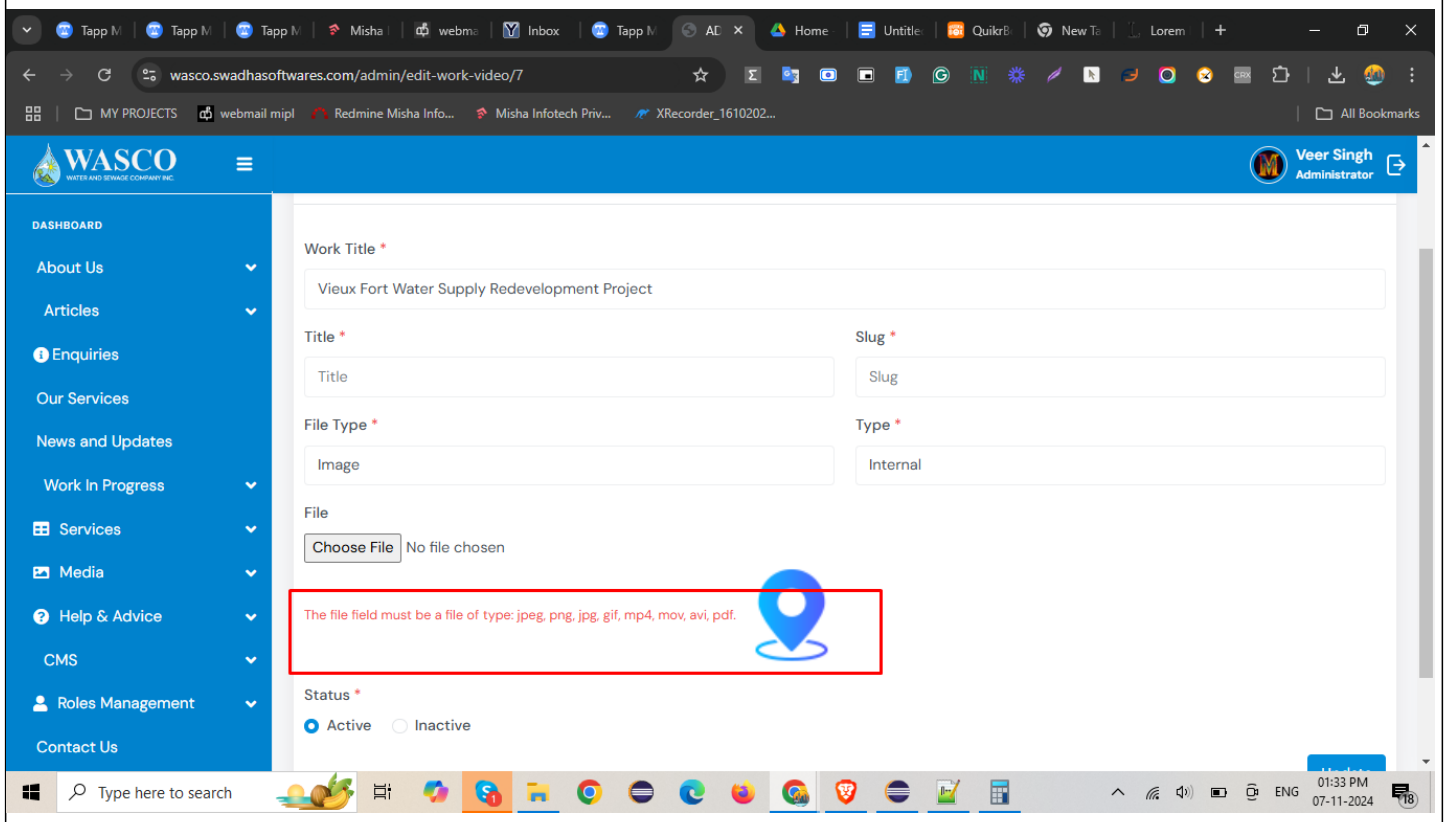 Tapp M Tapp M Tapp M Misha webma Inbox Tapp M AD Home Untitle QuikrB New Ta Lorem
wasco.swadhasoftwares.com/admin/edit-work-video/7
MY PROJECTS webmail mipl Redmine Misha Info... Misha Infotech Priv... XRecorder_1610202... All Bookmarks
WASCO
WATER AND SEWAGE COMPANY INC.
Veer Singh
Administrator
DASHBOARD
About Us
Articles
Enquiries
Our Services
News and Updates
Work In Progress
Services
Media
Help & Advice
CMS
Roles Management
Contact Us
Work Title *
Vieux Fort Water Supply Redevelopment Project
Title * Slug *
Title Slug
File Type * Type *
Image Internal
File
Choose File No file chosen
The file field must be a file of type: jpeg, png, jpg, gif, mp4, mov, avi, pdf.
Status *
Active Inactive
Type here to search
ENG
01:33 PM
07-11-2024
18